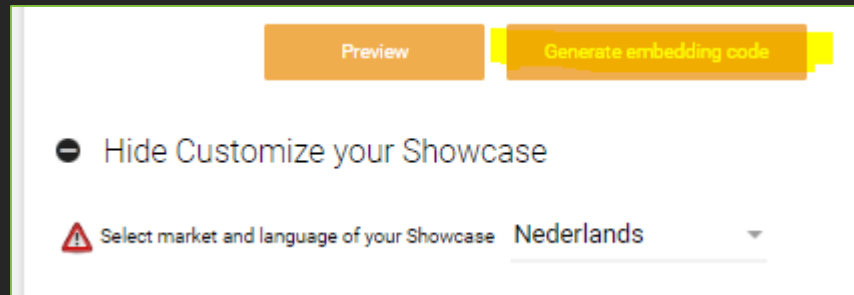 Preview
Generate embedding code
Hide Customize your Showcase
Select market and language of your Showcase Nederlands